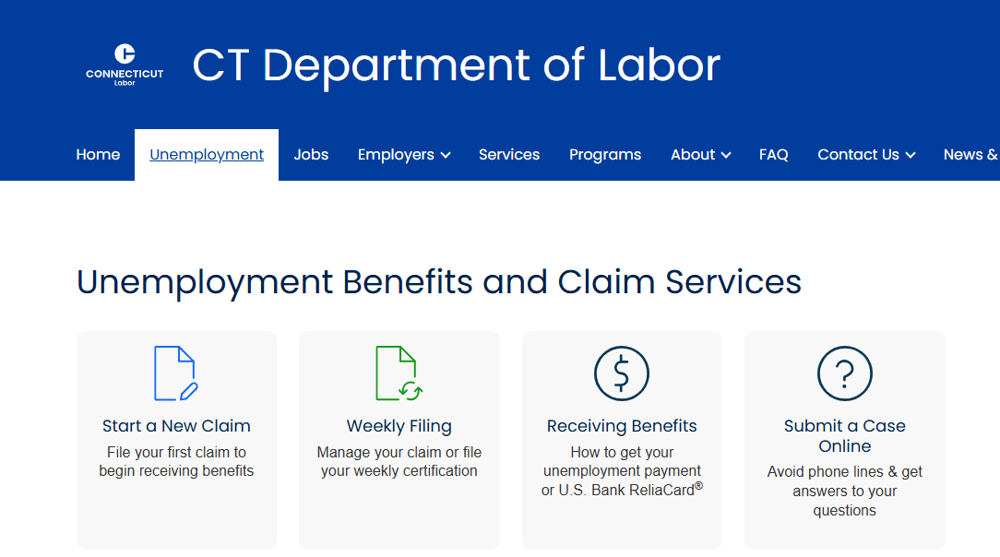 CONNECTICUT
Labor
CT Department of Labor
Home Unemployment Jobs Employers Services Programs About FAQ Contact Us News &
Unemployment Benefits and Claim Services
Start a New Claim
File your first claim to
begin receiving benefits
Weekly Filing
Manage your claim or file
your weekly certification
Receiving Benefits
How to get your
unemployment payment
or U.S. Bank ReliaCard®
Submit a Case
Online
Avoid phone lines & get
answers to your
questions